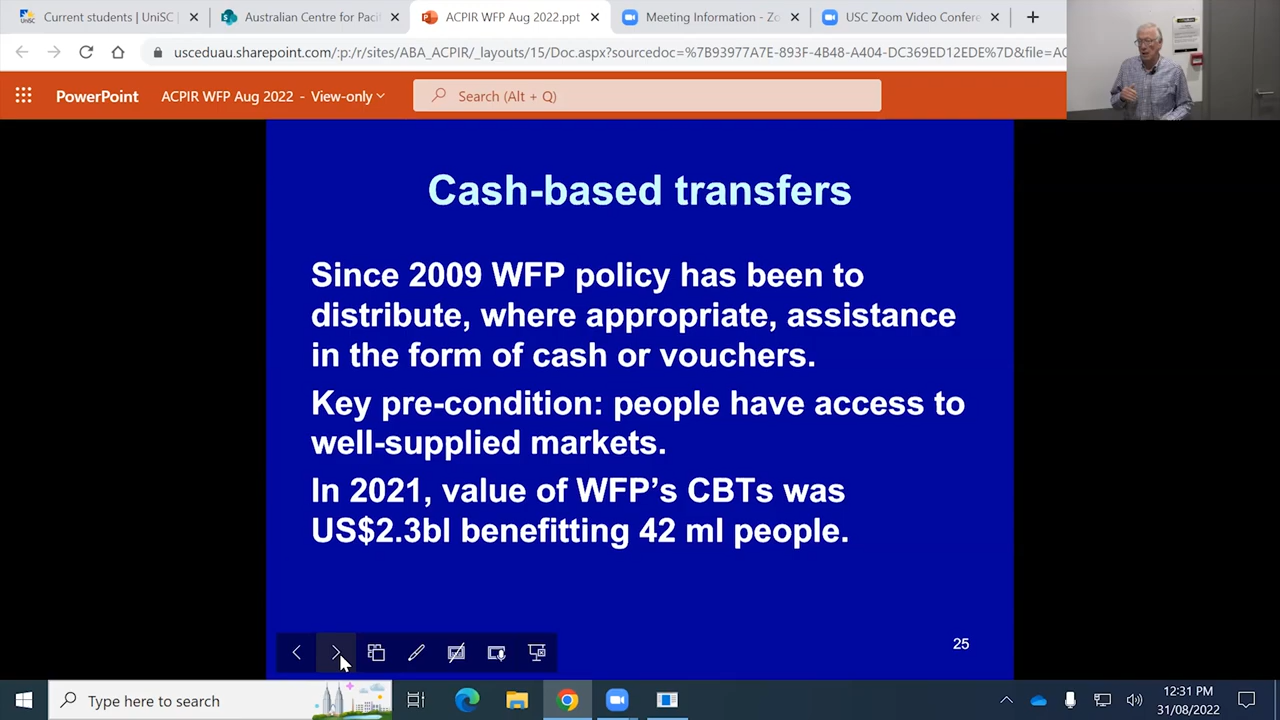 Current students | UniSC |
Australian Centre for Pacif
ACPIR WFP Aug 2022.ppt
Meeting Information - Zo
USC Zoom Video Confere
usceduau.sharepoint.com/:p:/r/sites/ABA_ACPIR/_layouts/15/Doc.aspx?sourcedoc=%7B93977A7E-893F-4B48-A404-DC369ED12EDE%7D&file=AC
PowerPoint
ACPIR WFP Aug 2022 - View-only
Search (Alt + Q)
Cash-based transfers
Since 2009 WFP policy has been to
distribute, where appropriate, assistance
in the form of cash or vouchers.
Key pre-condition: people have access to
well-supplied markets.
In 2021, value of WFP's CBTs was
US$2.3bl benefitting 42 ml people.
25
Type here to search
12:31 PM
31/08/2022